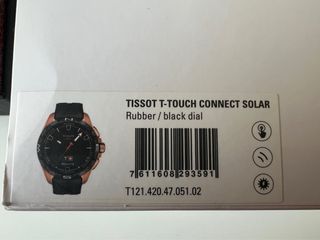 TISSOT T-TOUCH CONNECT SOLAR
Rubber / black dial
7 611608 293591
T121.420.47.051.02